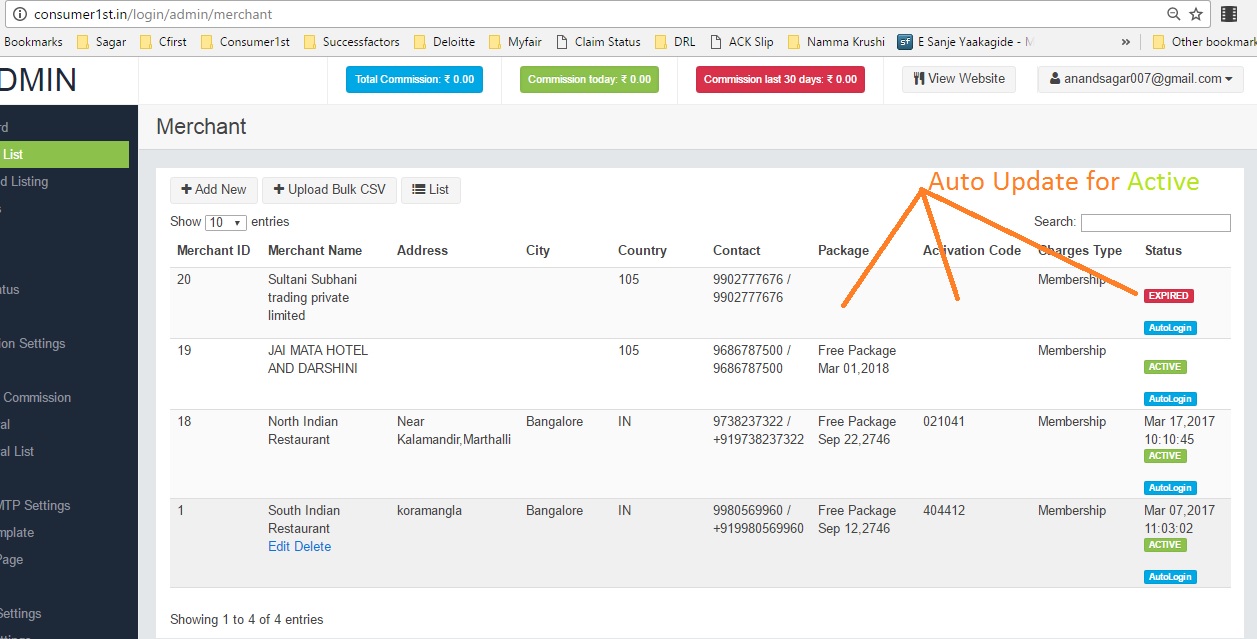 consumer1st.in/login/admin/merchant
Bookmarks Sagar Cfirst Consumer1st Successfactors Deloitte Myfair Claim Status DRL ACK Slip Namma Krushi sf E Sanje Yaakagide - » Other bookmark
DMIN
Total Commission: ₹ 0.00 Commission today: ₹ 0.00 Commission last 30 days: ₹ 0.00 View Website anandsagar007@gmail.com
rd
List
d Listing
s
tus
on Settings
Commission
al
al List
MTP Settings
mplate
Page
Settings
ttings
Merchant
Add New Upload Bulk CSV List
Auto Update for Active
Show 10 entries Search:
Merchant ID Merchant Name Address City Country Contact Package Activation Code Charges Type Status
20 Sultani Subhani 105 9902777676 / Membership
trading private 9902777676 EXPIRED
limited
AutoLogin
19 JAI MATA HOTEL 105 9686787500 / Free Package Membership
AND DARSHINI 9686787500 Mar 01,2018 ACTIVE
AutoLogin
18 North Indian Near Bangalore IN 9738237322 / Free Package 021041 Membership Mar 17,2017
Restaurant Kalamandir,Marthalli +919738237322 Sep 22,2746 10:10:45
ACTIVE
AutoLogin
1 South Indian koramangla Bangalore IN 9980569960 / Free Package 404412 Membership Mar 07,2017
Restaurant +919980569960 Sep 12,2746 11:03:02
Edit Delete ACTIVE
AutoLogin
Showing 1 to 4 of 4 entries